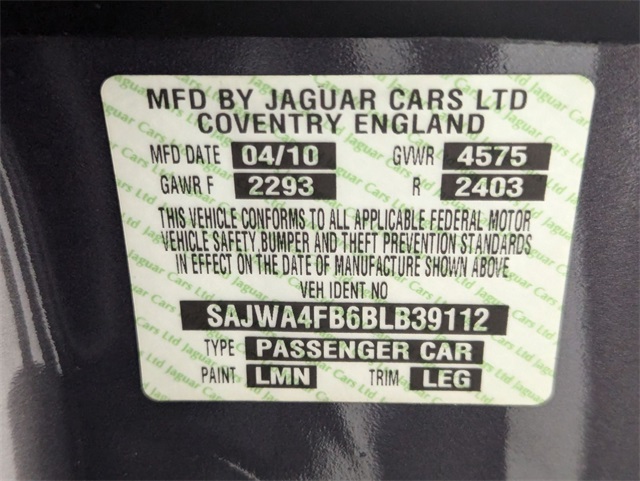 MFD BY JAGUAR CARS LTD
COVENTRY ENGLAND
MFD DATE 04/10 GVWR 4575
GAWR F 2293 R 2403
THIS VEHICLE CONFORMS TO ALL APPLICABLE FEDERAL MOTOR
VEHICLE SAFETY, BUMPER AND THEFT PREVENTION STANDARDS
IN EFFECT ON THE DATE OF MANUFACTURE SHOWN ABOVE
VEH IDENT NO
SAJWA4FB6BLB39112
TYPE PASSENGER CAR
PAINT LMN TRIM LEG